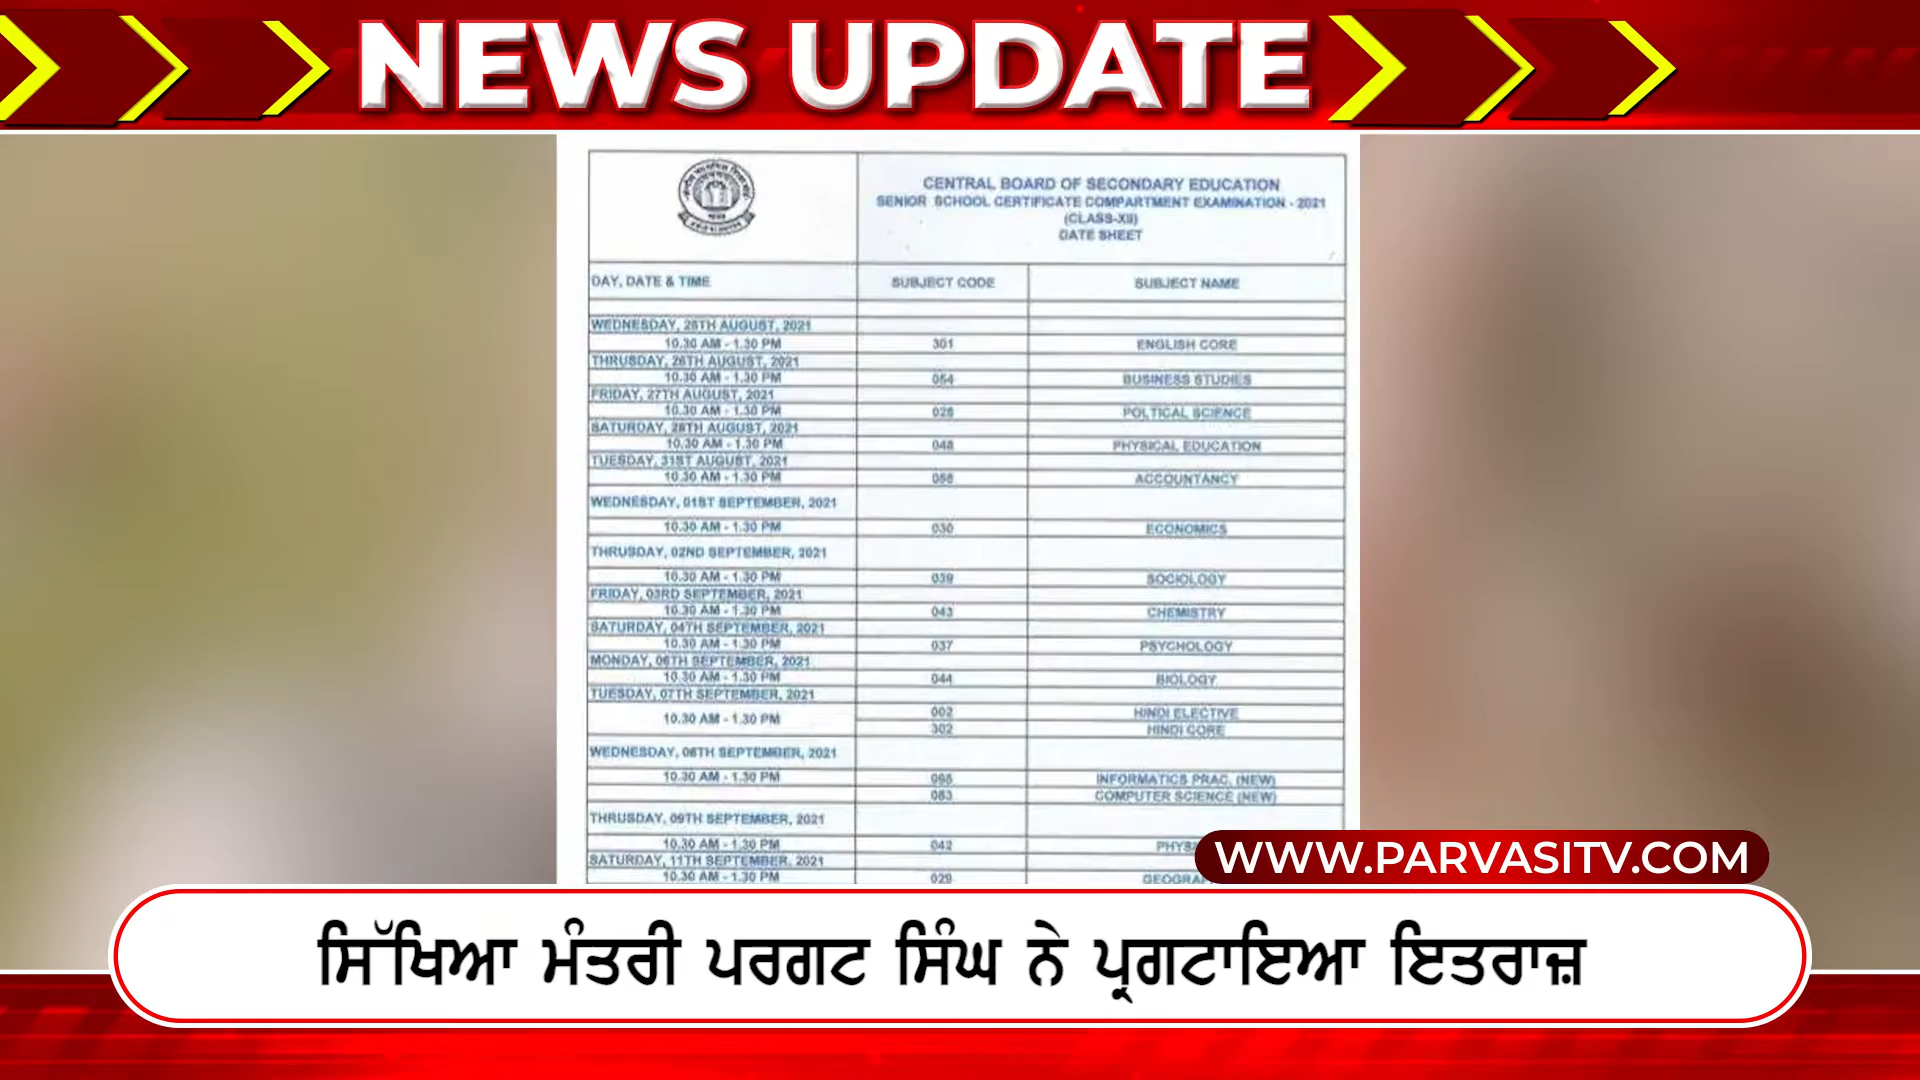 NEWS UPDATE
CENTRAL BOARD OF SECONDARY EDUCATION
SENIOR SCHOOL CERTIFICATE COMPARTMENT EXAMINATION - 2021
(CLASS-XII)
DATE SHEET
DAY, DATE & TIME SUBJECT CODE SUBJECT NAME
WEDNESDAY, 25TH AUGUST, 2021
10.30 AM - 1.30 PM 301 ENGLISH CORE
THRUSDAY, 26TH AUGUST, 2021
10.30 AM - 1.30 PM 054 BUSINESS STUDIES
FRIDAY, 27TH AUGUST, 2021
10.30 AM - 1.30 PM 028 POLTICAL SCIENCE
SATURDAY, 28TH AUGUST, 2021
10.30 AM - 1.30 PM 048 PHYSICAL EDUCATION
TUESDAY, 31ST AUGUST, 2021
10.30 AM - 1.30 PM 055 ACCOUNTANCY
WEDNESDAY, 01ST SEPTEMBER, 2021
10.30 AM - 1.30 PM 030 ECONOMICS
THRUSDAY, 02ND SEPTEMBER, 2021
10.30 AM - 1.30 PM 039 SOCIOLOGY
FRIDAY, 03RD SEPTEMBER, 2021
10.30 AM - 1.30 PM 043 CHEMISTRY
SATURDAY, 04TH SEPTEMBER, 2021
10.30 AM - 1.30 PM 037 PSYCHOLOGY
MONDAY, 06TH SEPTEMBER, 2021
10.30 AM - 1.30 PM 044 BIOLOGY
TUESDAY, 07TH SEPTEMBER, 2021
10.30 AM - 1.30 PM 002 HINDI ELECTIVE
302 HINDI CORE
WEDNESDAY, 08TH SEPTEMBER, 2021
10.30 AM - 1.30 PM 065 INFORMATICS PRAC. (NEW)
083 COMPUTER SCIENCE (NEW)
THRUSDAY, 09TH SEPTEMBER, 2021
10.30 AM - 1.30 PM 042 PHYS
SATURDAY, 11TH SEPTEMBER, 2021
10.30 AM - 1.30 PM 029 GEOGRA
WWW.PARVASITV.COM
ਸਿੱਖਿਆ ਮੰਤਰੀ ਪਰਗਟ ਸਿੰਘ ਨੇ ਪ੍ਰਗਟਾਇਆ ਇਤਰਾਜ਼